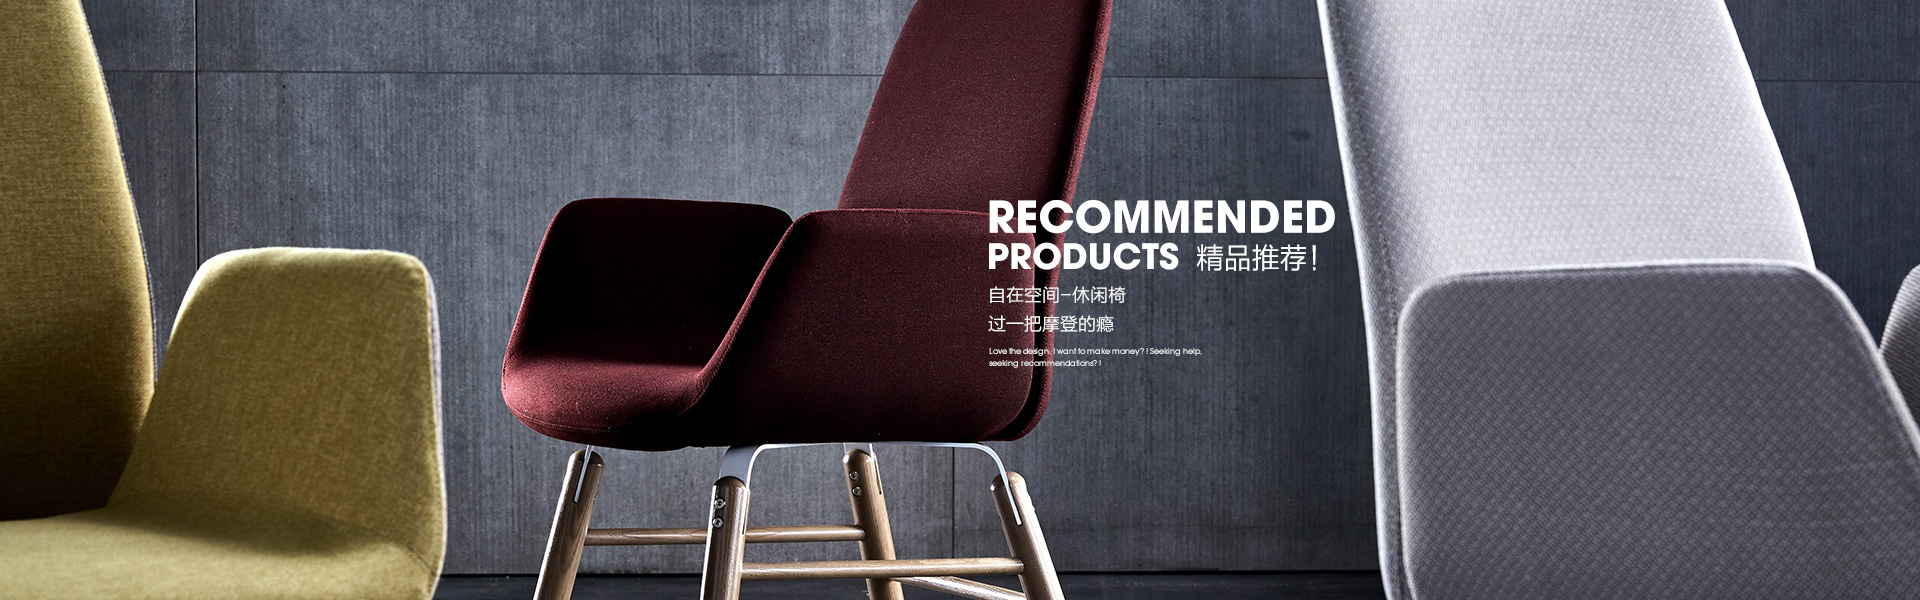 RECOMMENDED
PRODUCTS 精品推荐!
自在空间-休闲椅
过一把摩登的瘾
Love the design, I want to make money? ! Seeking help,
seeking recommendations? !